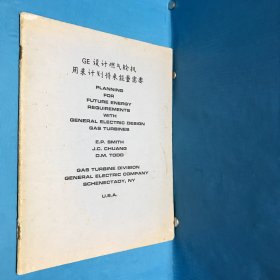 GE 设计燃气轮机
用来计划将来能量需要
PLANNING
FOR
FUTURE ENERGY
REQUIREMENTS
WITH
GENERAL ELECTRIC DESIGN
GAS TURBINES
E.P. SMITH
J.C. CHUANG
D.M. TODD
GAS TURBINE DIVISION
GENERAL ELECTRIC COMPANY
SCHENECTADY, NY
U.S.A.